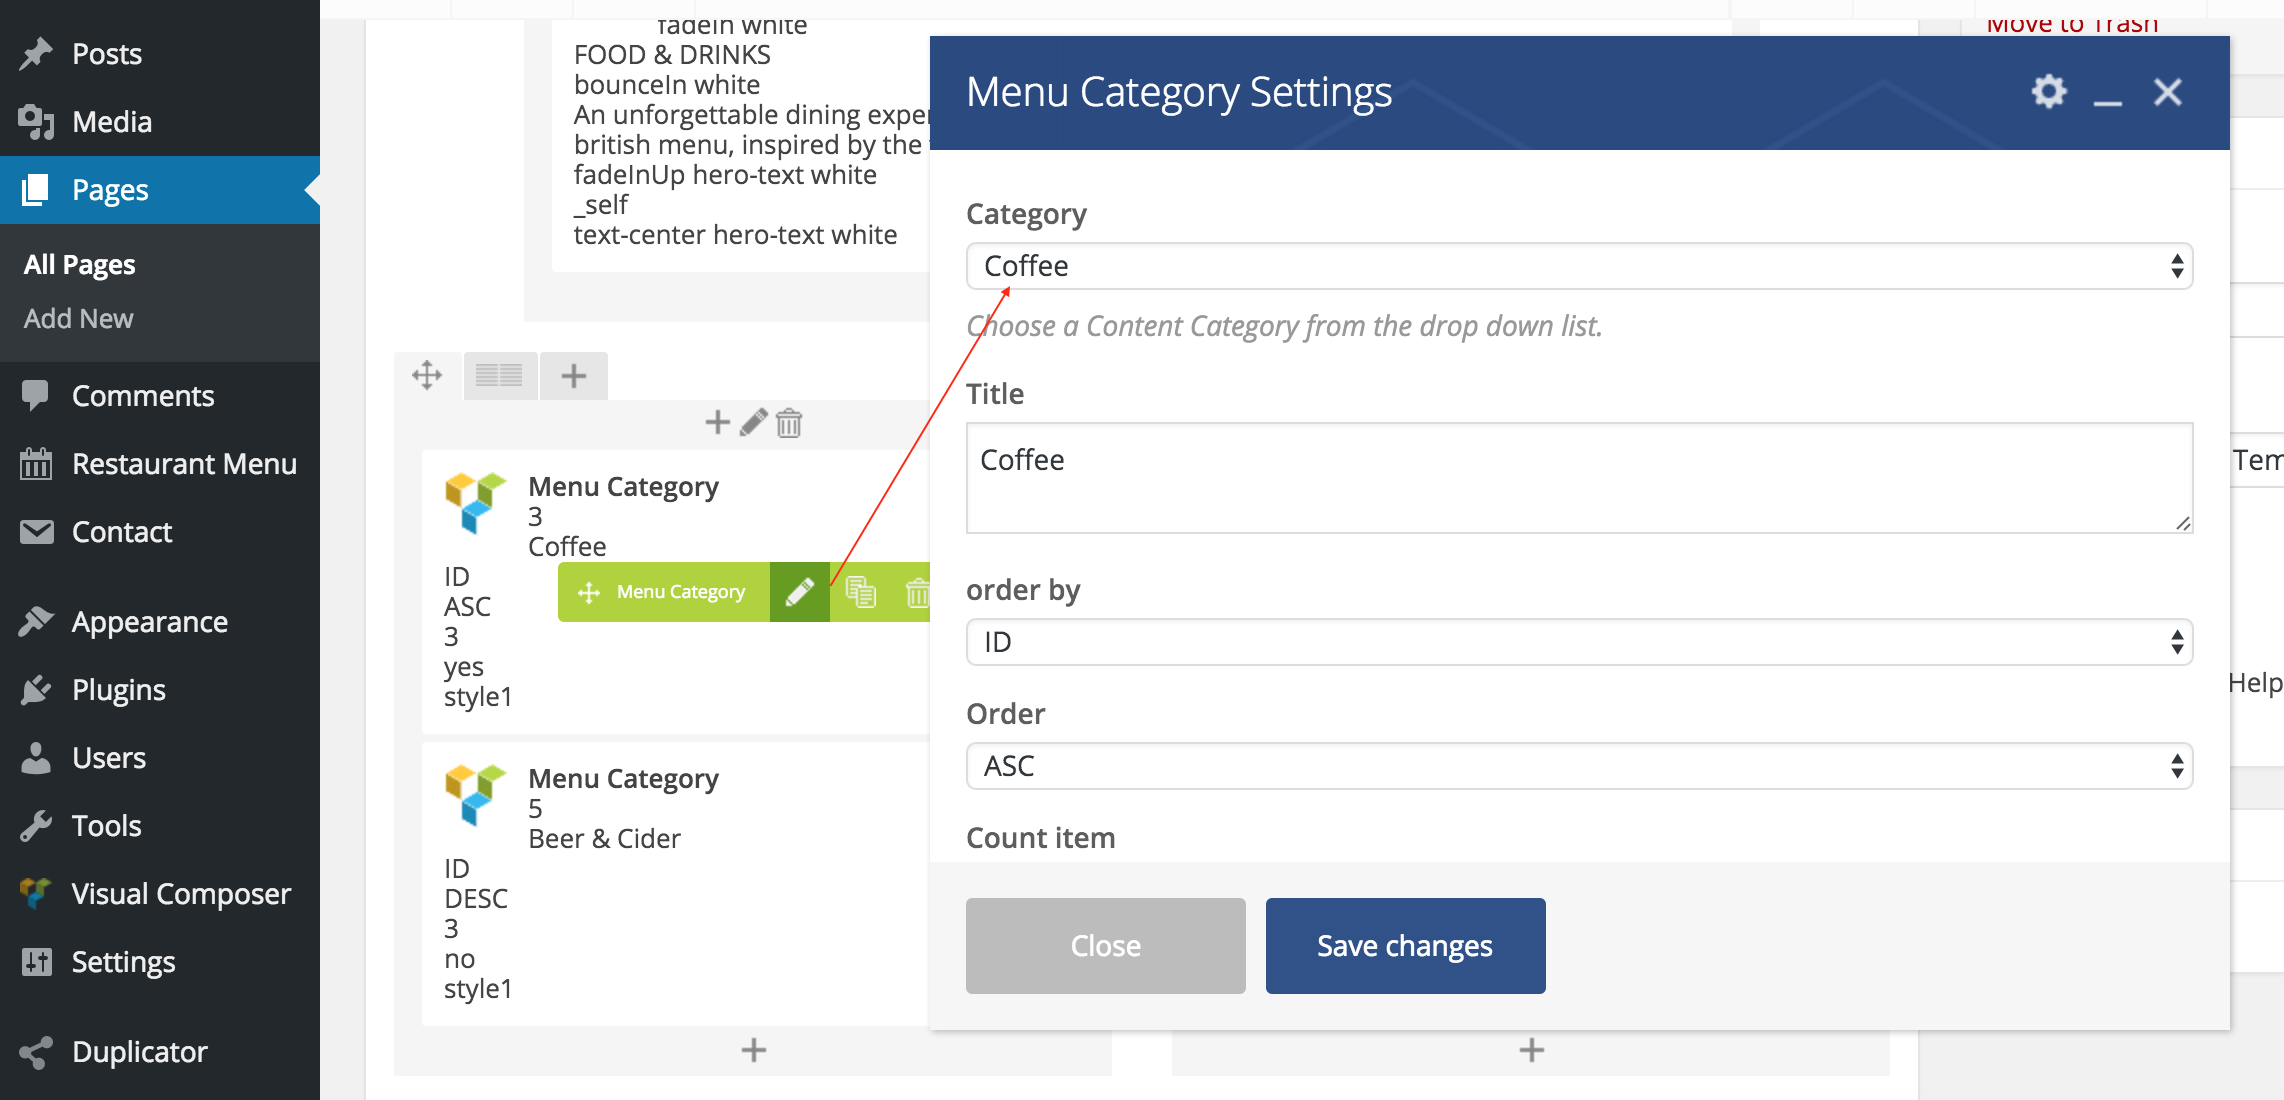 Posts
Media
Pages
All Pages
Add New
Comments
Restaurant Menu
Contact
Appearance
Plugins
Users
Tools
Visual Composer
Settings
Duplicator
fadeIn white
FOOD & DRINKS
bounceIn white
An unforgettable dining exper
british menu, inspired by the
fadeInUp hero-text white
_self
text-center hero-text white
Menu Category
3
Coffee
Menu Category
ID
ASC
3
yes
style1
Menu Category
5
Beer & Cider
ID
DESC
3
no
style1
Move to Trash
Menu Category Settings
Category
Coffee
Choose a Content Category from the drop down list.
Title
Coffee
order by
ID
Order
ASC
Count item
Close
Save changes
Tem
Help